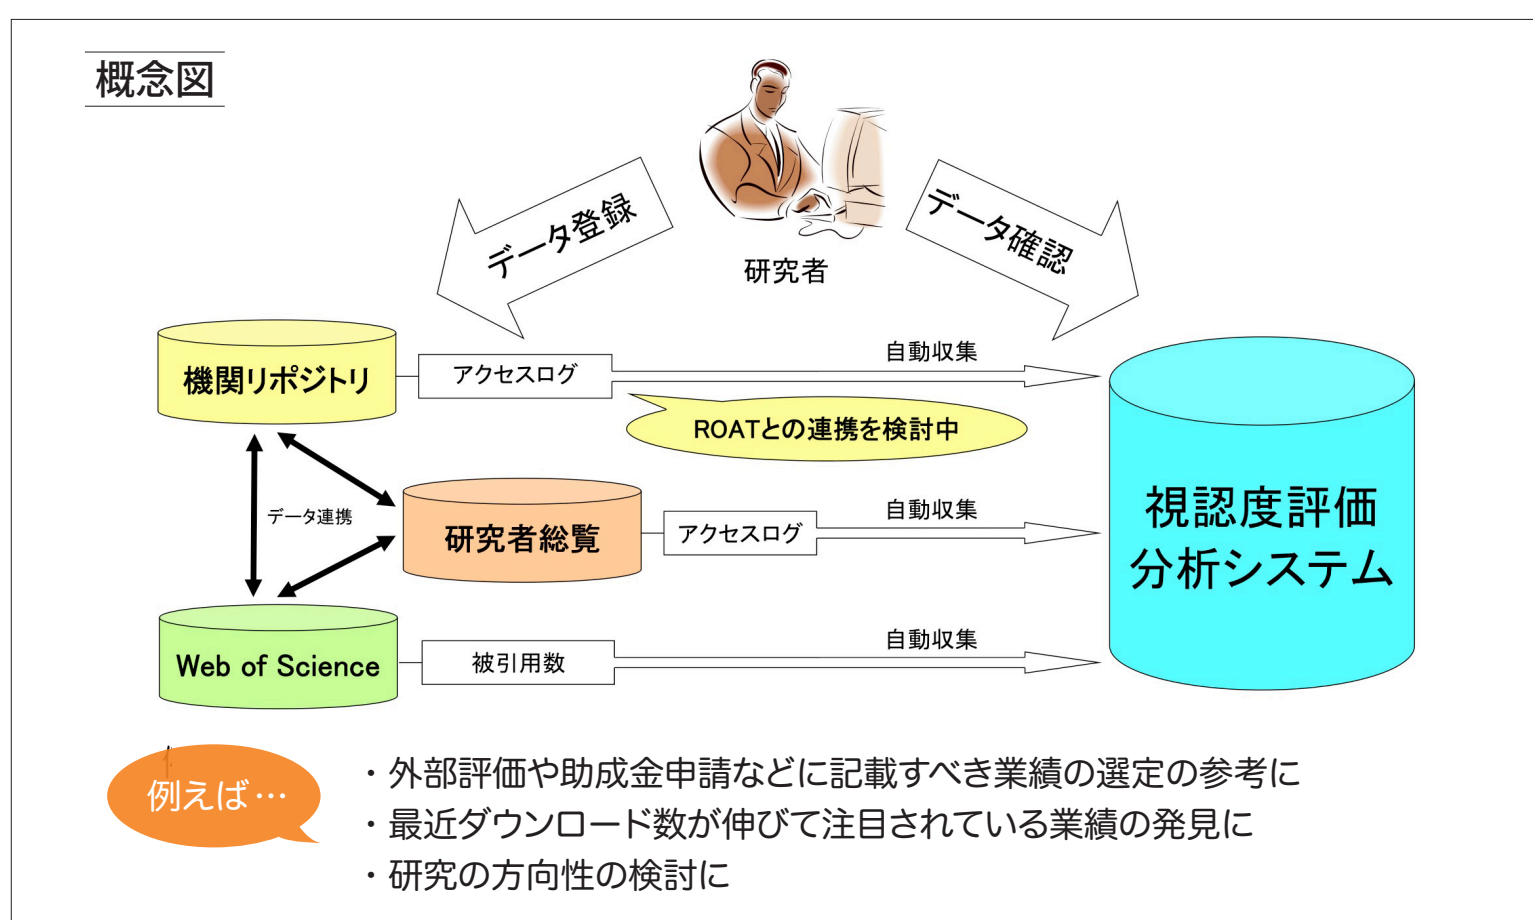 概念図
データ登録
データ確認
研究者
機関リポジトリ
アクセスログ
自動収集
ROATとの連携を検討中
データ連携
研究者総覧
アクセスログ
自動収集
視認度評価
分析システム
Web of Science
被引用数
自動収集
例えば…
・外部評価や助成金申請などに記載すべき業績の選定の参考に
・最近ダウンロード数が伸びて注目されている業績の発見に
・研究の方向性の検討に